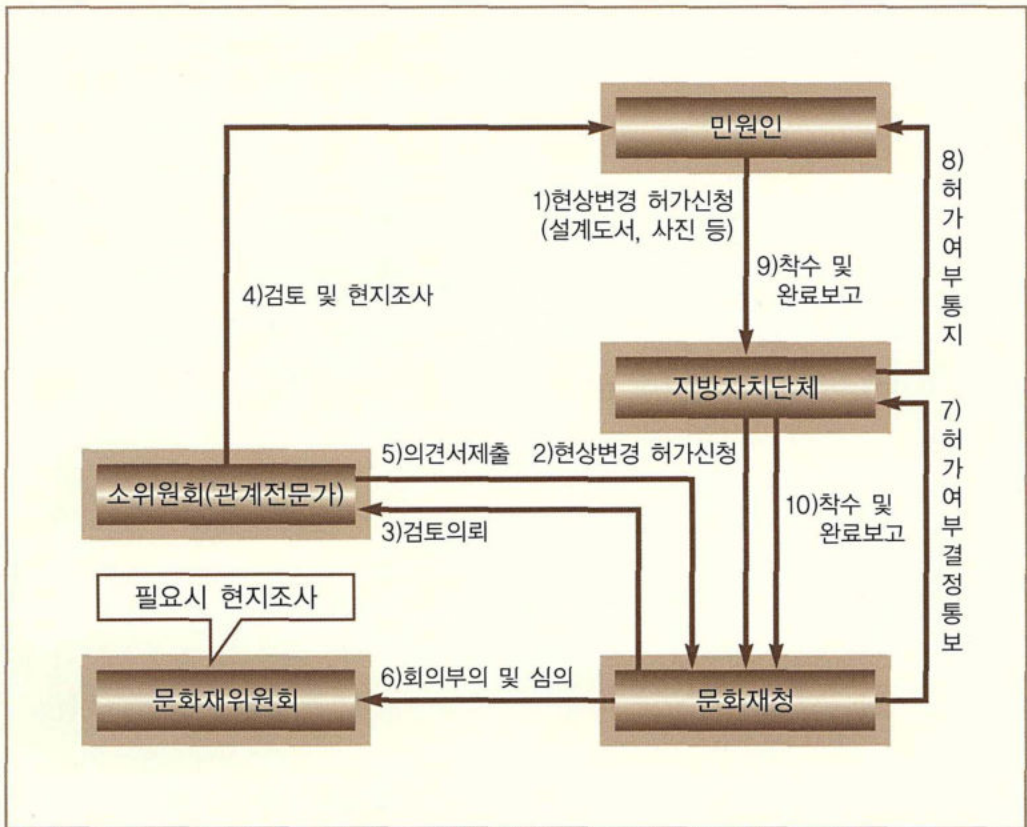 민원인
1)현상변경 허가신청
(설계도서, 사진 등)
8)허가여부통지
4)검토 및 현지조사
9)착수 및
완료보고
지방자치단체
5)의견서제출
2)현상변경 허가신청
7)허가여부결정통보
소위원회(관계전문가)
3)검토의뢰
10)착수 및
완료보고
필요시 현지조사
6)회의부의 및 심의
문화재위원회
문화재청